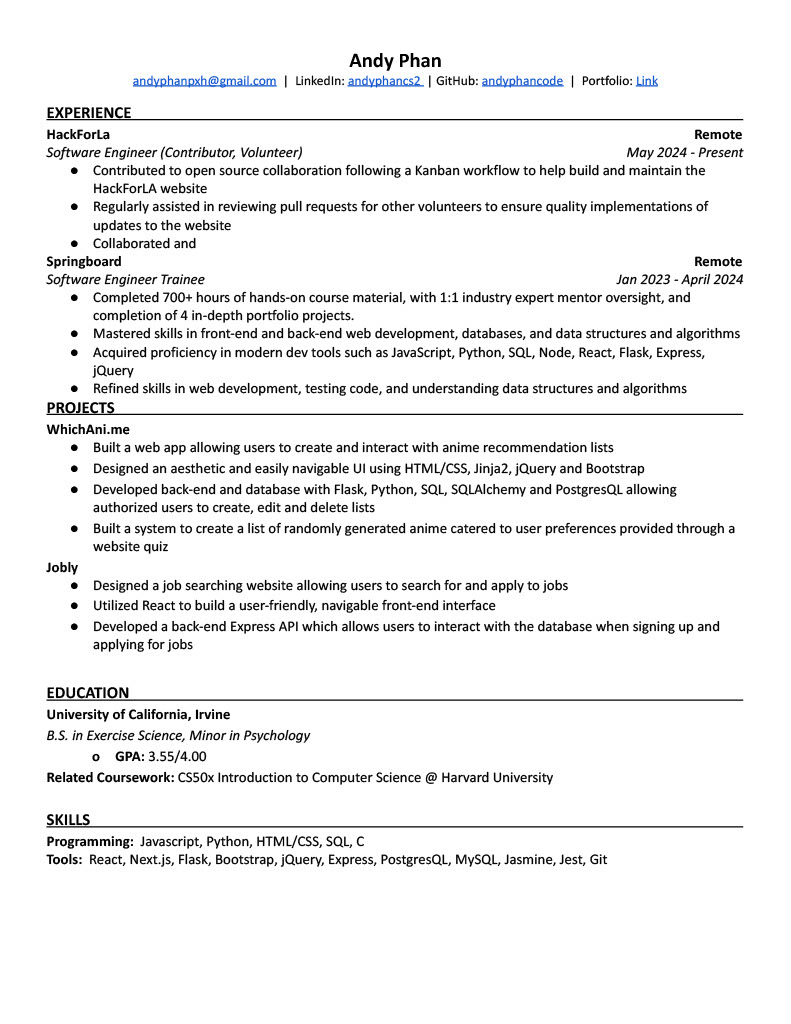 Andy Phan
andyphanpxh@gmail.com | LinkedIn: andyphancs2 | GitHub: andyphancode | Portfolio: Link
EXPERIENCE
HackForLa Remote
Software Engineer (Contributor, Volunteer) May 2024 - Present
● Contributed to open source collaboration following a Kanban workflow to help build and maintain the
HackForLA website
● Regularly assisted in reviewing pull requests for other volunteers to ensure quality implementations of
updates to the website
● Collaborated and
Springboard Remote
Software Engineer Trainee Jan 2023 - April 2024
● Completed 700+ hours of hands-on course material, with 1:1 industry expert mentor oversight, and
completion of 4 in-depth portfolio projects.
● Mastered skills in front-end and back-end web development, databases, and data structures and algorithms
● Acquired proficiency in modern dev tools such as JavaScript, Python, SQL, Node, React, Flask, Express,
jQuery
● Refined skills in web development, testing code, and understanding data structures and algorithms
PROJECTS
WhichAni.me
● Built a web app allowing users to create and interact with anime recommendation lists
● Designed an aesthetic and easily navigable UI using HTML/CSS, Jinja2, jQuery and Bootstrap
● Developed back-end and database with Flask, Python, SQL, SQLAlchemy and PostgresQL allowing
authorized users to create, edit and delete lists
● Built a system to create a list of randomly generated anime catered to user preferences provided through a
website quiz
Jobly
● Designed a job searching website allowing users to search for and apply to jobs
● Utilized React to build a user-friendly, navigable front-end interface
● Developed a back-end Express API which allows users to interact with the database when signing up and
applying for jobs
EDUCATION
University of California, Irvine
B.S. in Exercise Science, Minor in Psychology
o GPA: 3.55/4.00
Related Coursework: CS50x Introduction to Computer Science @ Harvard University
SKILLS
Programming: Javascript, Python, HTML/CSS, SQL, C
Tools: React, Next.js, Flask, Bootstrap, jQuery, Express, PostgresQL, MySQL, Jasmine, Jest, Git